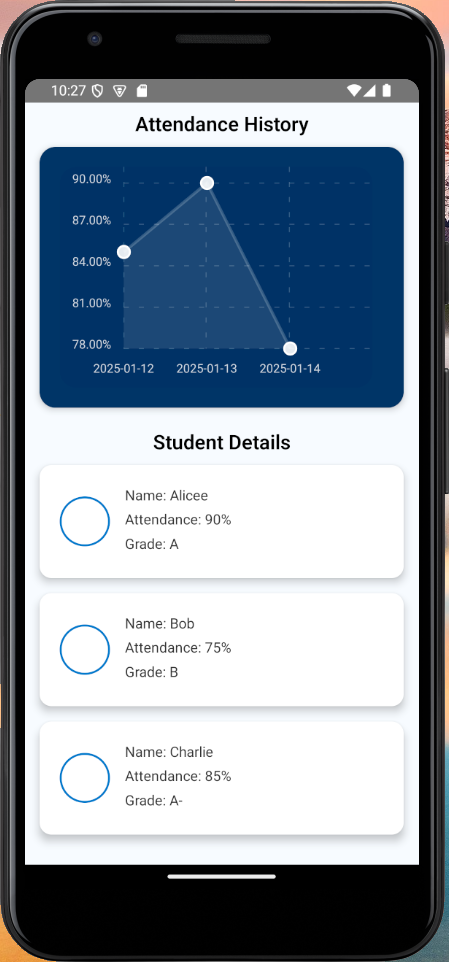 10:27
Attendance History
90.00%
87.00%
84.00%
81.00%
78.00%
2025-01-12 2025-01-13 2025-01-14
Student Details
Name: Alicee
Attendance: 90%
Grade: A
Name: Bob
Attendance: 75%
Grade: B
Name: Charlie
Attendance: 85%
Grade: A-